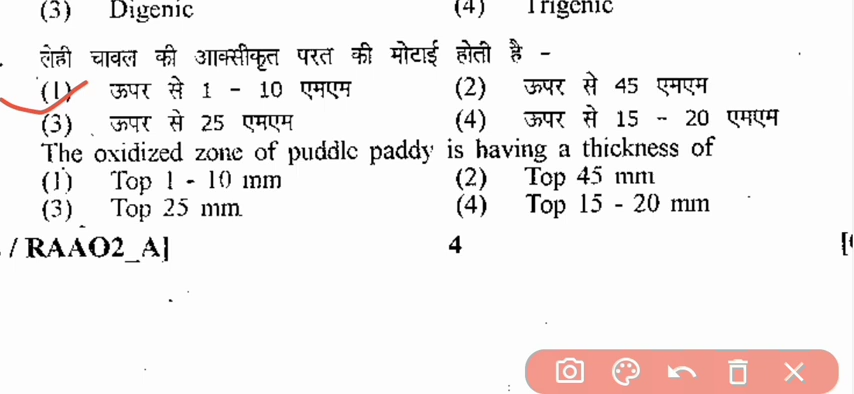 (3) Digenic (4) Trigenic
लेही चावल की आक्सीकृत परत की मोटाई होती है -
(1) ऊपर से 1 - 10 एमएम (2) ऊपर से 45 एमएम
(3) ऊपर से 25 एमएम (4) ऊपर से 15 - 20 एमएम
The oxidized zone of puddle paddy is having a thickness of
(1) Top 1 - 10 mm (2) Top 45 mm
(3) Top 25 mm (4) Top 15 - 20 mm
/ RAAO2_A] 4 [